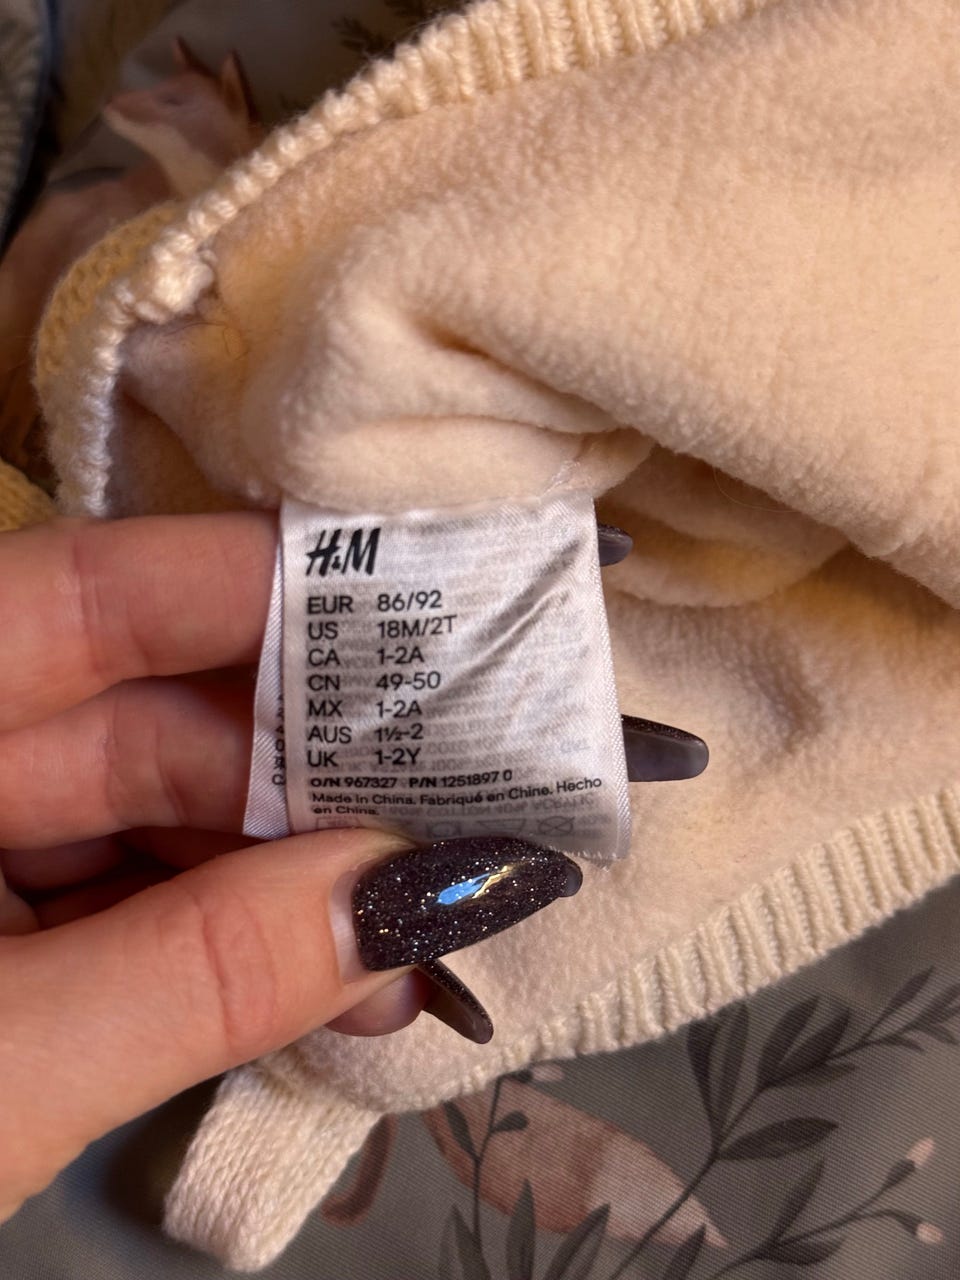 H&M
EUR 86/92
US 18M/2T
CA 1-2A
CN 49-50
MX 1-2A
AUS 1½-2
UK 1-2Y
O/N 967327 P/N 1251897 0
Made in China. Fabriqué en Chine. Hecho
en China.